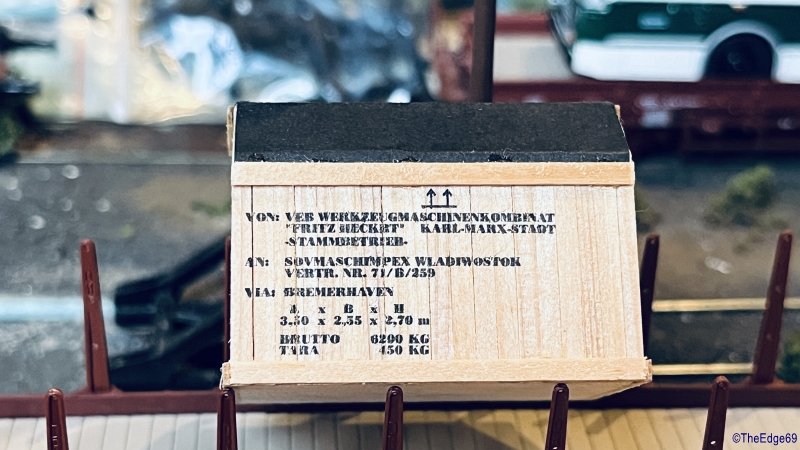 VON: VEB WERKZEUGMASCHINENKOMBINAT
"FRITZ HECKERT" KARL-MARX-STADT
-STAMMBETRIEB-
AN: SOVMASCHIMPEX WLADIWOSTOK
VERTR. NR. 71/B/259
VIA: BREMERHAVEN
A x B x H
3,50 x 2,55 x 2,70 m
BRUTTO 6200 KG
TARA 450 KG
©TheEdge69